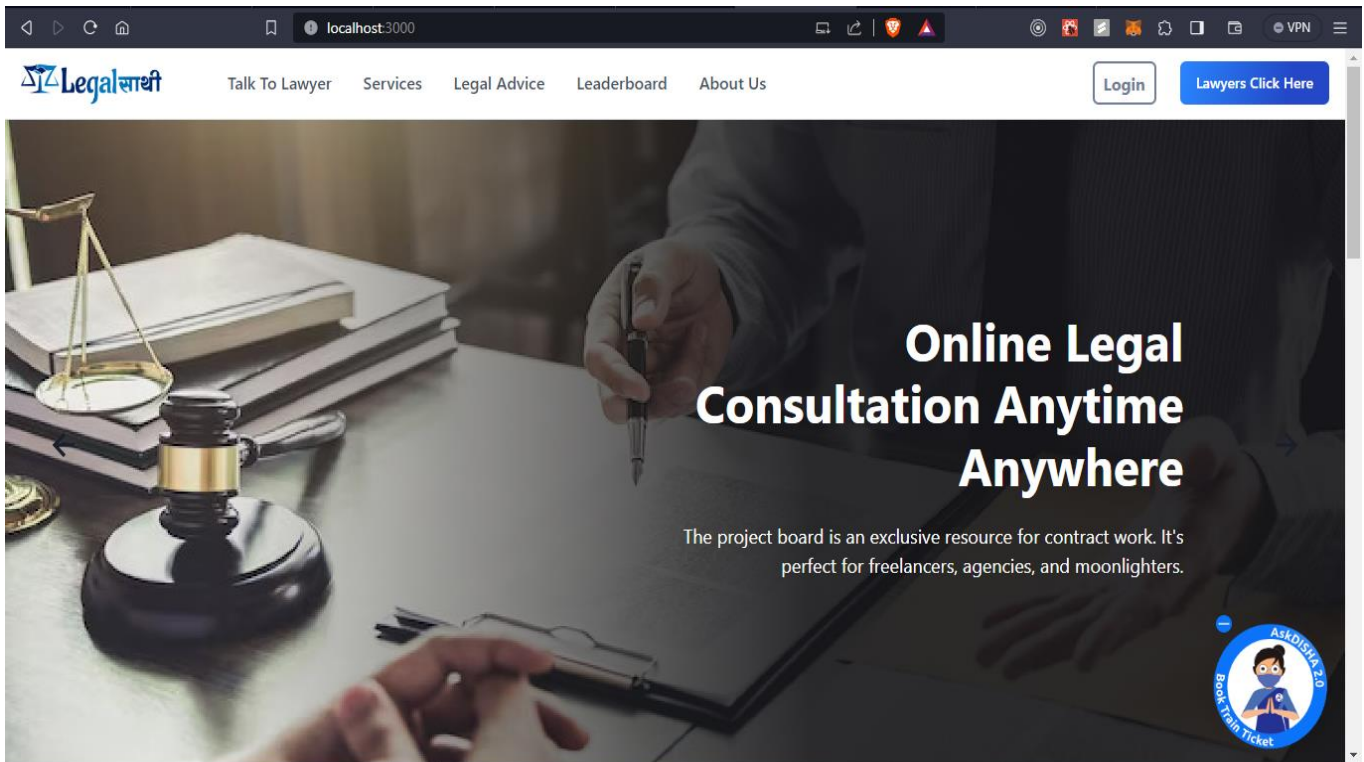 localhost:3000
VPN
Legalसाथी
Talk To Lawyer Services Legal Advice Leaderboard About Us
Login
Lawyers Click Here
Online Legal
Consultation Anytime
Anywhere
The project board is an exclusive resource for contract work. It's
perfect for freelancers, agencies, and moonlighters.
AskDISHA 2.0
Book Train Ticket